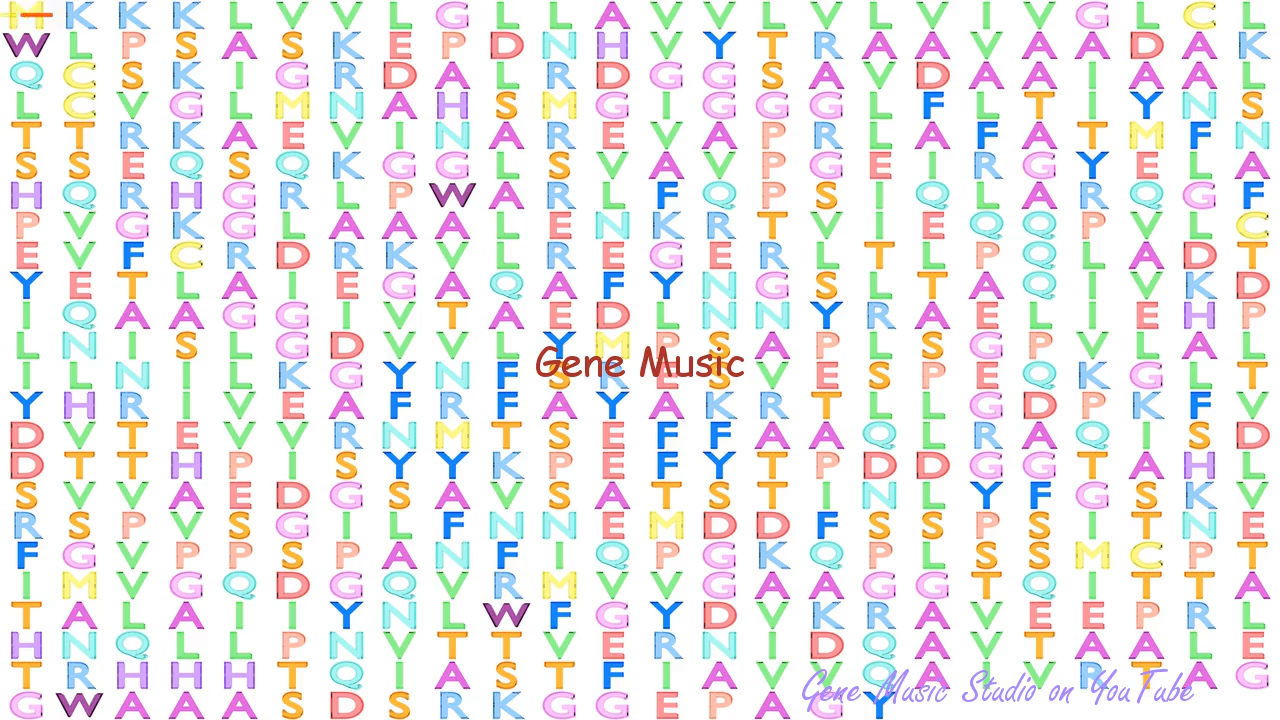 M K K K L V V L G L L A V V L V L V I V G L C L
W L P S A S K E P D N H V Y T R A A V A A D A K
Q C S K I G R D A L R D G G S A V D A A I A A L
L C V G L M N A H S M G I G G G L F L T I Y N S
T T R K A E V I N A R E V A P R L A F A T M F N
S S E Q S Q K G G L S V A V P G E I R G Y E L A
H Q R H G R L P W A R L F Q P S I Q L A R Q G F
P V G K G L A A A L E N K R T V I E Q Q P V L C
E V F C R D R K V L R E G E R L T L P Q L A D T
Y E T L A I E G A Q A F Y N G S L T A Q I V K D
I Q A A G G I V T A E D L N N Y R A E L I E H P
L N I S L G D V V L Y M P S A P L S G P V L A L
I L N I L K G Y N F S K E S V E S P E Q K G L T
Y H R I V E A F R F A Y A K R T L L G D P K F V
D V T E V V R N M T S E F F A A Q L R A Q I S D
D T T H P I S Y Y K P E F Y T P D D G G T A H L
S V V A E D G S A V S A T S T I N L Y F G S K V
R S P V S G I L F N N E M D D F S S P S I T N E
F G V P P S P A N F I Q P G K Q P L S S M C P T
I M V G Q D G Q V R M V V G A A G G T Q I T T A
T A L A I I Y N L W F G Y D V K R A V E E P R L
H N Q L L P N V T T V E R N I D Q A V T A A L E
T R H H H T Q I A S T F I A V V Q A V V R T A G
G W A A A S D S R K G G E P A G Y
Gene Music
Gene Music Studio on YouTube